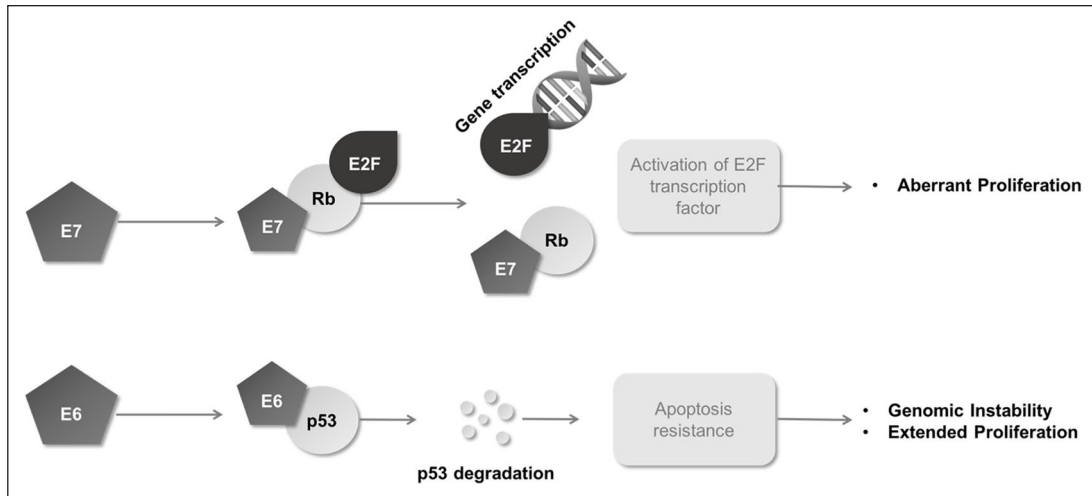 Gene transcription
E2F
E2F
Rb
E7
E7
E7
Rb
Activation of E2F
transcription
factor
• Aberrant Proliferation
E6
E6
p53
p53 degradation
Apoptosis
resistance
• Genomic Instability
• Extended Proliferation